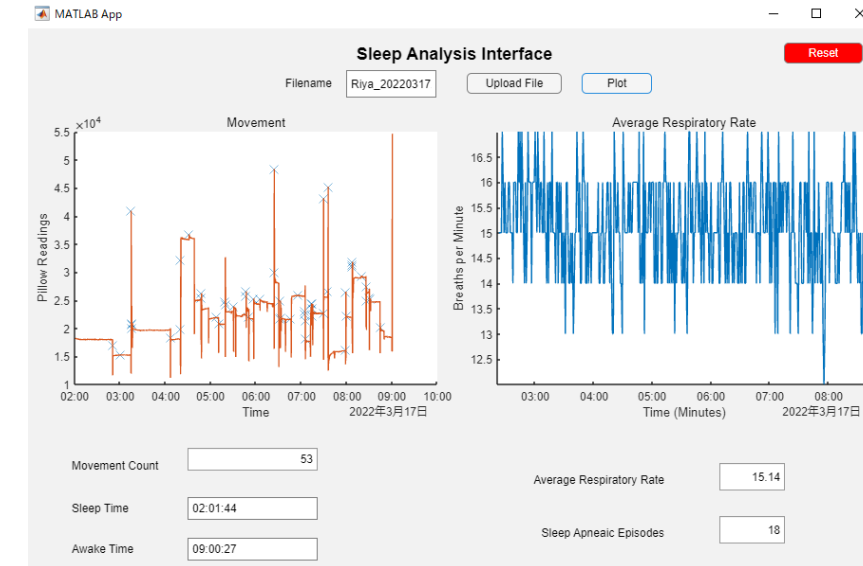 MATLAB App
Sleep Analysis Interface
Reset
Filename
Riya_20220317
Upload File
Plot
Movement
×10⁴
5.5
5
4.5
4
3.5
3
2.5
2
1.5
1
Pillow Readings
02:00 03:00 04:00 05:00 06:00 07:00 08:00 09:00 10:00
Time
2022年3月17日
Average Respiratory Rate
16.5
16
15.5
15
14.5
14
13.5
13
12.5
Breaths per Minute
03:00 04:00 05:00 06:00 07:00 08:00
Time (Minutes)
2022年3月17日
Movement Count
53
Sleep Time
02:01:44
Awake Time
09:00:27
Average Respiratory Rate
15.14
Sleep Apneaic Episodes
18